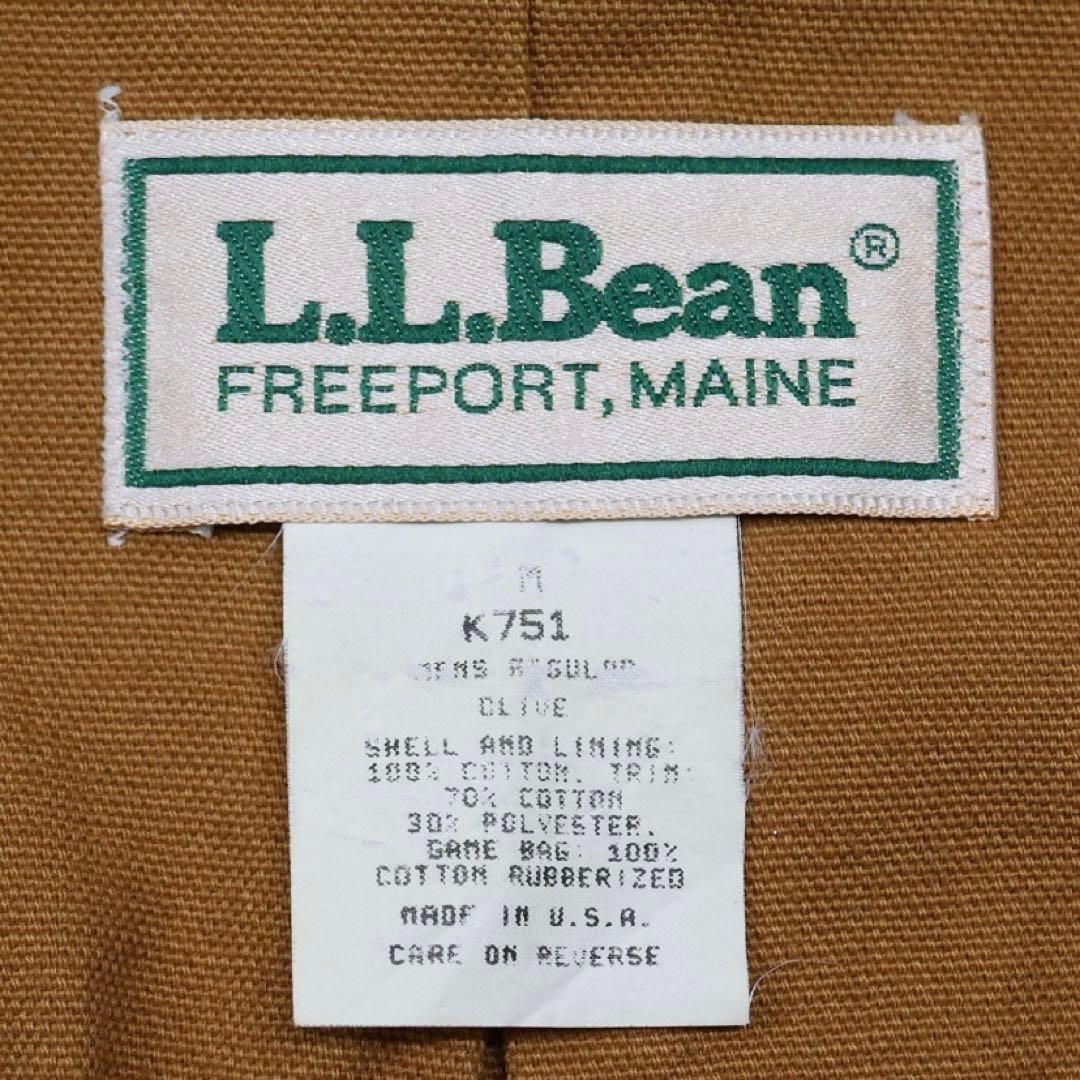 L.L.Bean®
FREEPORT, MAINE
M
K751
MENS REGULAR
OLIVE
SHELL AND LINING:
100% COTTON. TRIM:
70% COTTON
30% POLYESTER.
GAME BAG: 100%
COTTON RUBBERIZED
MADE IN U.S.A.
CARE ON REVERSE